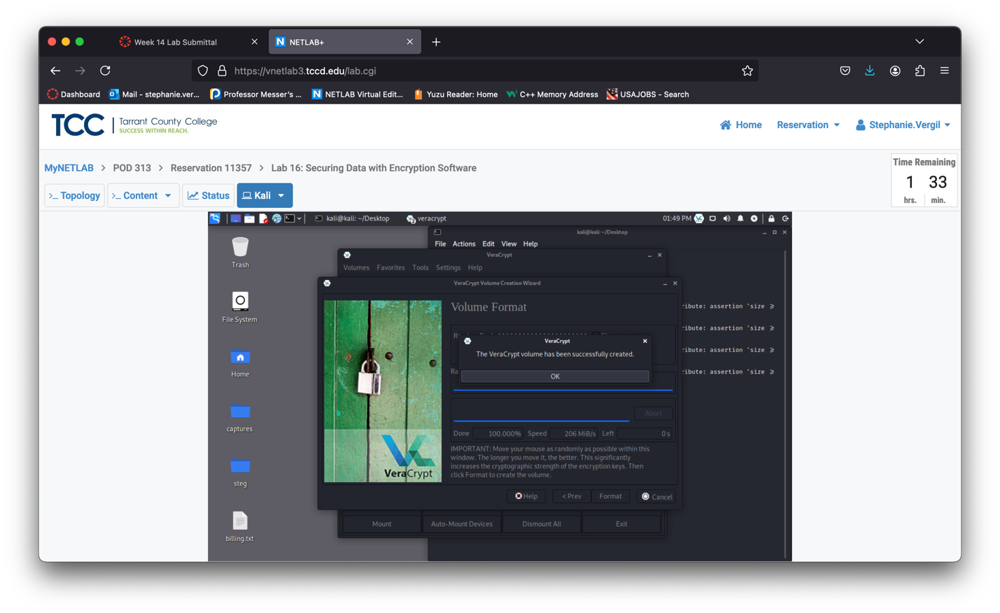 Week 14 Lab Submittal
NETLAB+
https://vnetlab3.tccd.edu/lab.cgi
Dashboard
Mail - stephanie.ver...
Professor Messer's ...
NETLAB Virtual Edit...
Yuzu Reader: Home
C++ Memory Address
USAJOBS - Search
TCC
Tarrant County College
SUCCESS WITHIN REACH.
Home
Reservation
Stephanie.Vergil
MyNETLAB > POD 313 > Reservation 11357 > Lab 16: Securing Data with Encryption Software
Time Remaining
1 33
hrs. min.
>_ Topology
>_ Content
Status
Kali
kali@kali: ~/Desktop
veracrypt
01:49 PM
kali@kali: ~/Desktop
File Actions Edit View Help
VeraCrypt
Volumes Favorites Tools Settings Help
VeraCrypt Volume Creation Wizard
Volume Format
VeraCrypt
The VeraCrypt volume has been successfully created.
OK
Ra
Abort
Done 100.000% Speed 206 MiB/s Left 0 s
IMPORTANT: Move your mouse as randomly as possible within this
window. The longer you move it, the better. This significantly
increases the cryptographic strength of the encryption keys. Then
click Format to create the volume.
VeraCrypt
Help
< Prev
Format
Cancel
Mount
Auto-Mount Devices
Dismount All
Exit
ribute: assertion 'size >
ribute: assertion 'size >
ribute: assertion 'size >
ribute: assertion 'size >
Trash
File System
Home
captures
steg
billing.txt